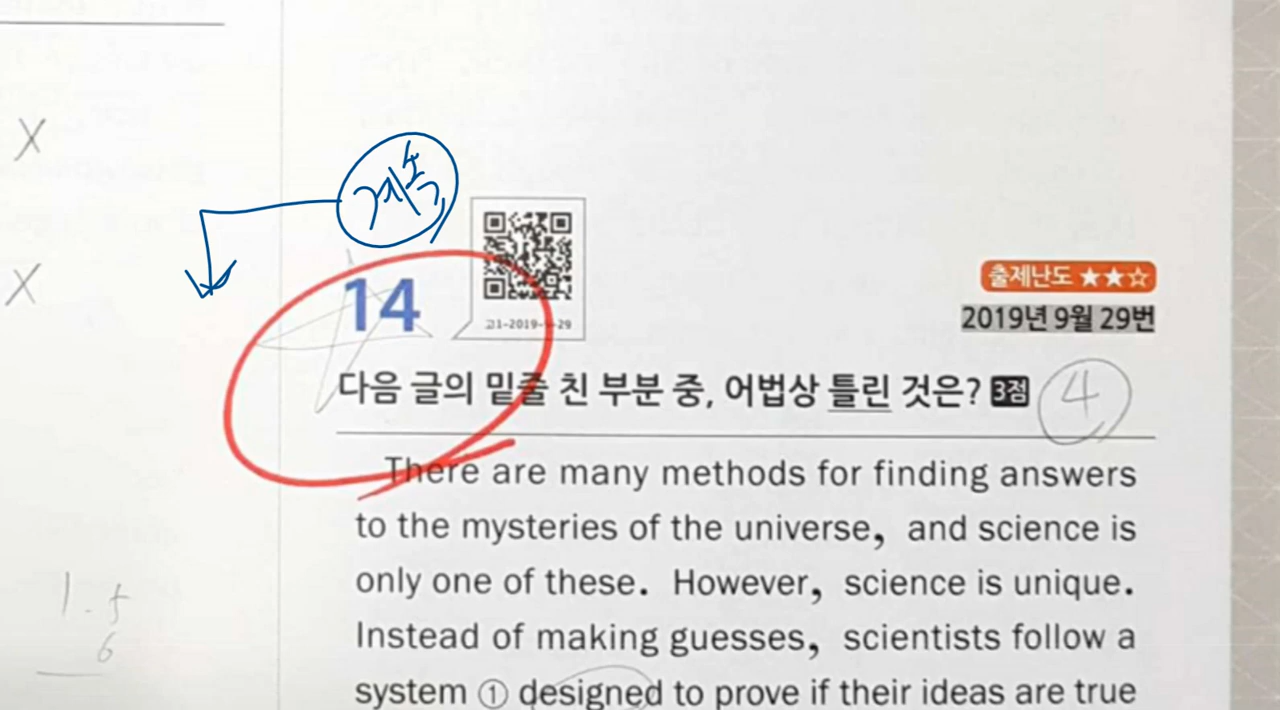 X
계속
X
14
고1-2019-9-29
출제난도 ★★☆
2019년 9월 29번
다음 글의 밑줄 친 부분 중, 어법상 틀린 것은? 3점
4
There are many methods for finding answers
to the mysteries of the universe, and science is
only one of these. However, science is unique.
Instead of making guesses, scientists follow a
system ① designed to prove if their ideas are true
1. 5
6